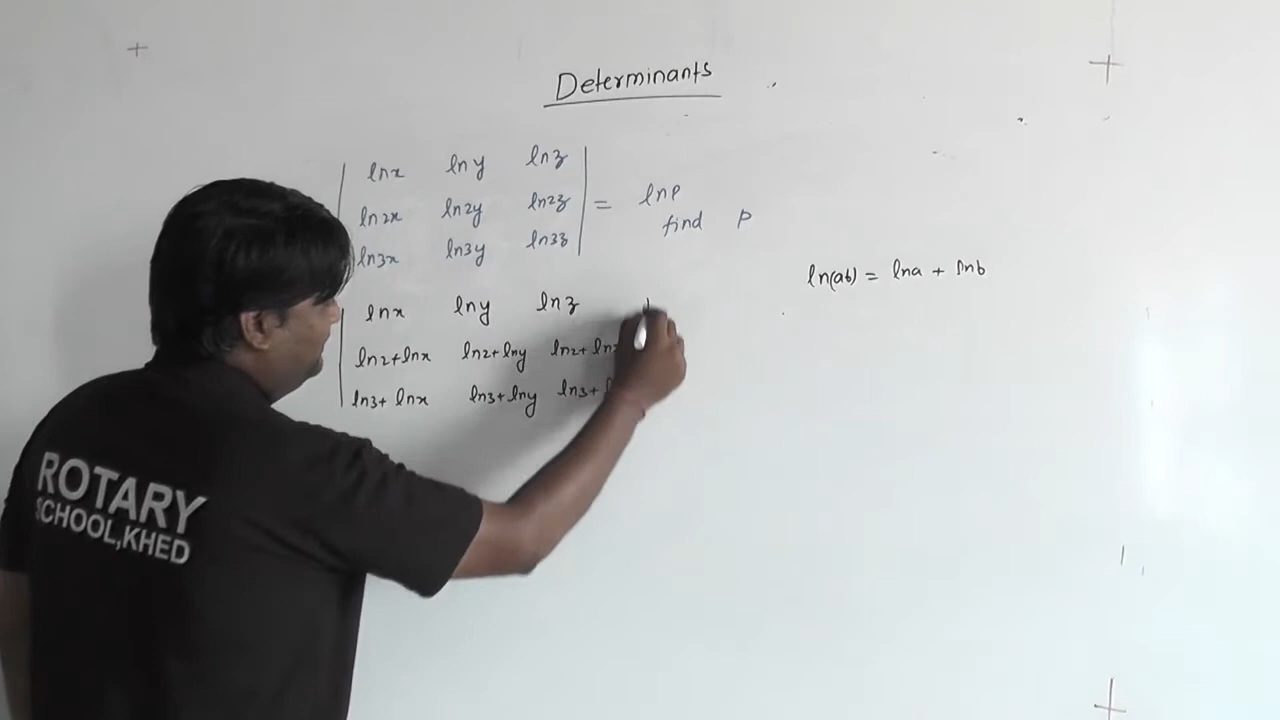 Determinants
lnx lny lnz
ln2x ln2y ln2z = lnp
find p
ln3x ln3y ln3z
ln(ab) = lna + lnb
lnx lny lnz
ln2+lnx ln2+lny ln2+ln
ln3+ lnx ln3+lny ln3+
ROTARY
SCHOOL,KHED